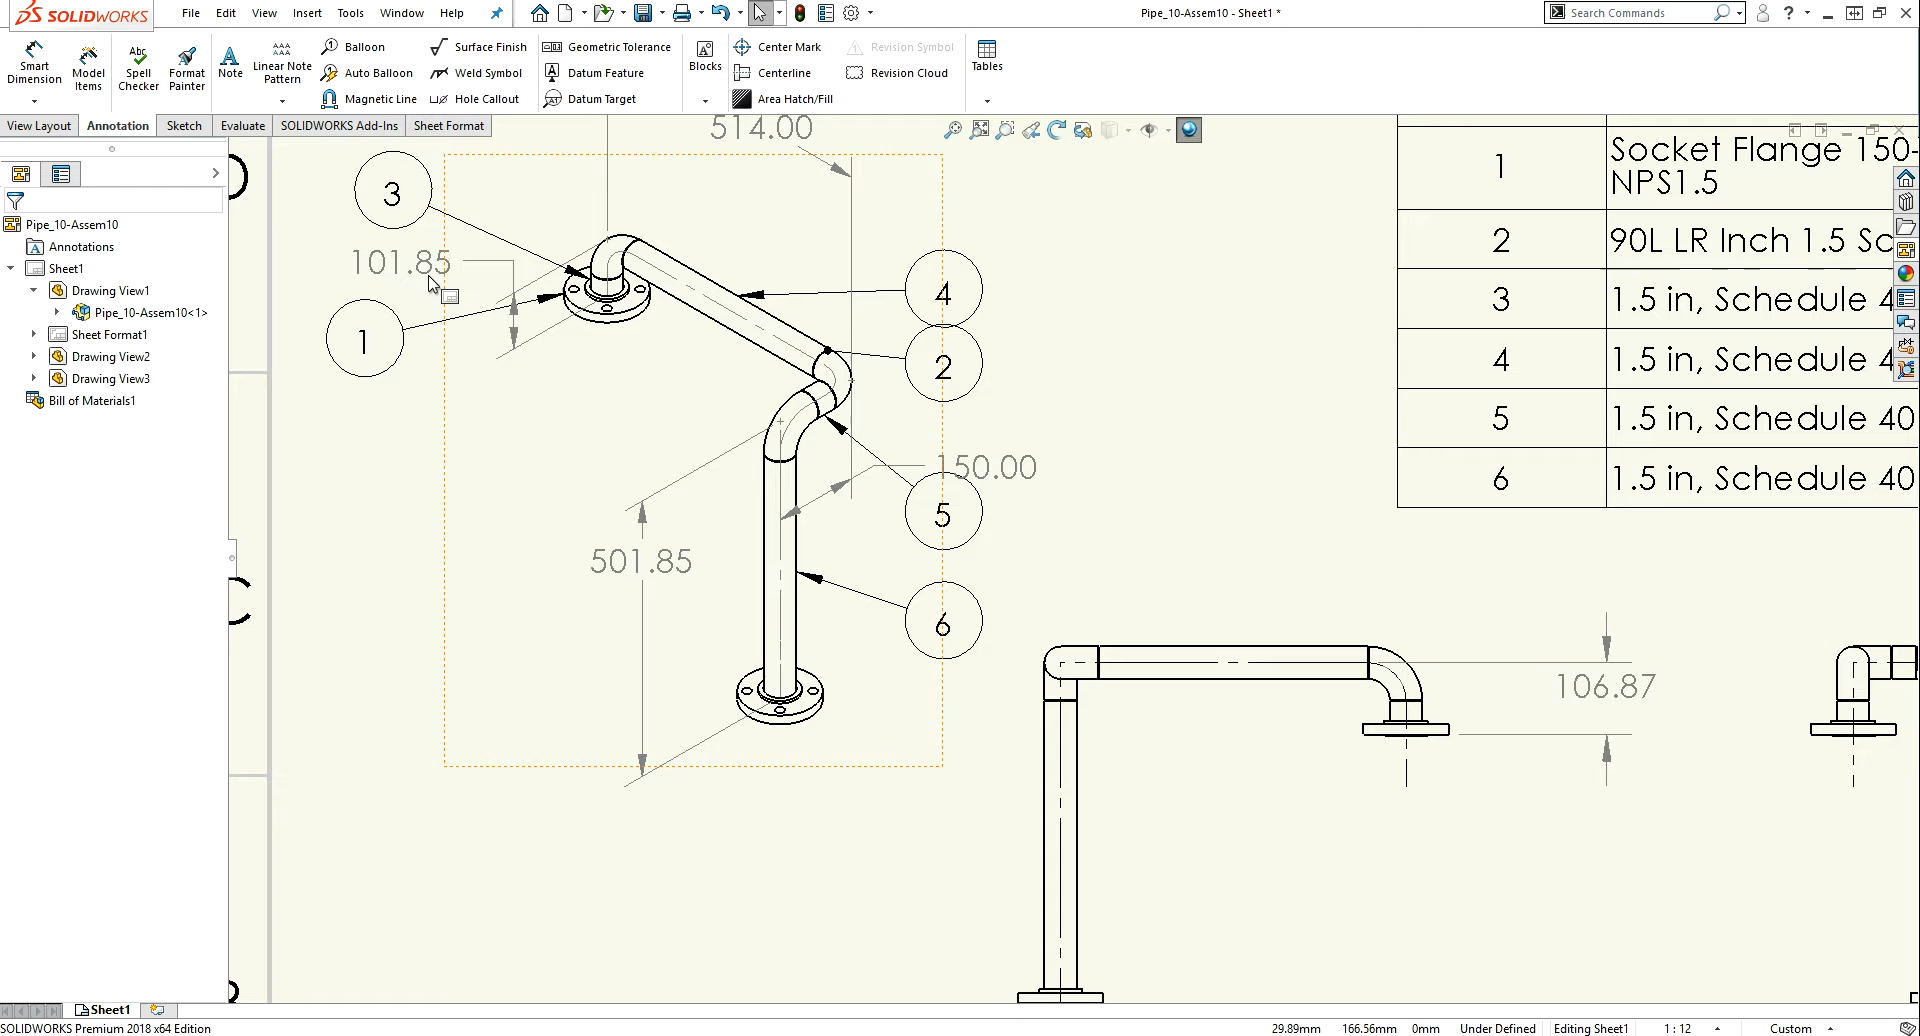 SOLIDWORKS
File Edit View Insert Tools Window Help
Pipe_10-Assem10 - Sheet1 *
Search Commands
Smart Dimension
Model Items
Abc
Spell Checker
Format Painter
Note
Linear Note Pattern
Balloon
Auto Balloon
Magnetic Line
Surface Finish
Weld Symbol
Hole Callout
Geometric Tolerance
Datum Feature
Datum Target
Blocks
Center Mark
Centerline
Area Hatch/Fill
Revision Symbol
Revision Cloud
Tables
View Layout Annotation Sketch Evaluate SOLIDWORKS Add-Ins Sheet Format
Pipe_10-Assem10
Annotations
Sheet1
Drawing View1
Pipe_10-Assem10<1>
Sheet Format1
Drawing View2
Drawing View3
Bill of Materials1
514.00
3
101.85
1
4
2
150.00
5
501.85
6
C
1 Socket Flange 150-
NPS1.5
2 90L LR Inch 1.5 Sc
3 1.5 in, Schedule 4
4 1.5 in, Schedule 4
5 1.5 in, Schedule 40
6 1.5 in, Schedule 40
106.87
Sheet1
SOLIDWORKS Premium 2018 x64 Edition
29.89mm 166.56mm 0mm Under Defined Editing Sheet1 1 : 12 Custom